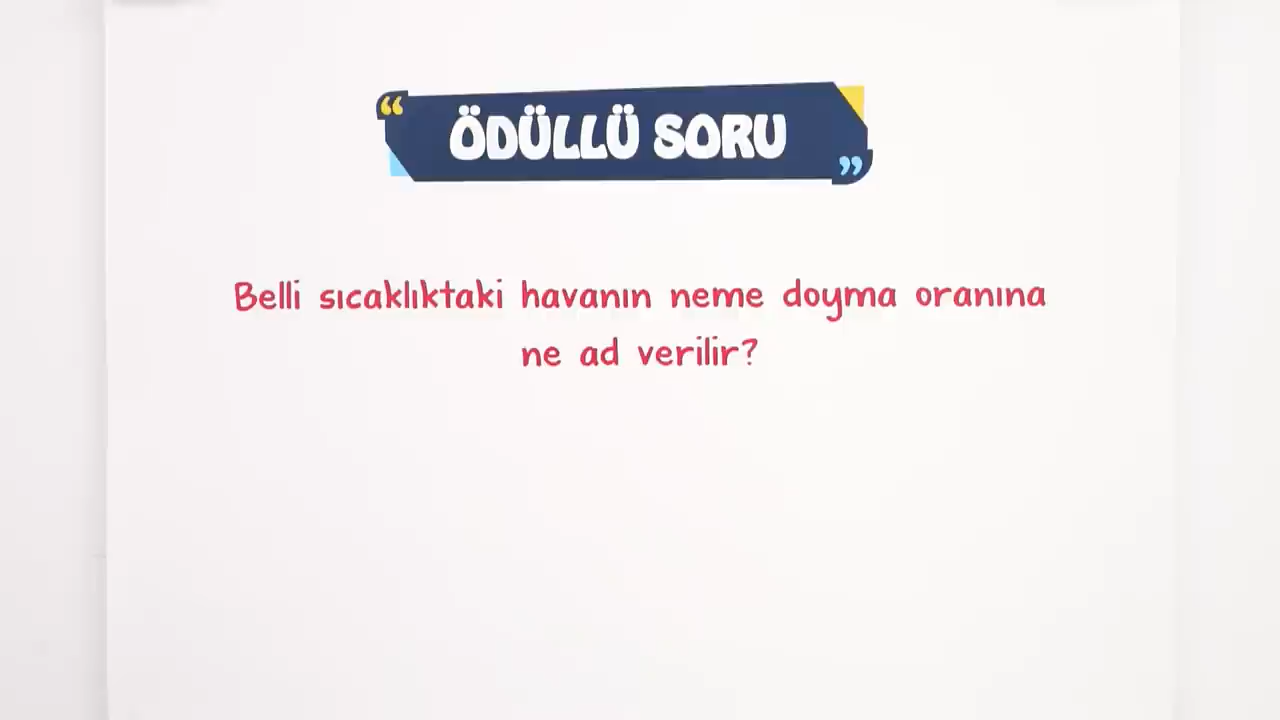 “ ÖDÜLLÜ SORU ”
Belli sıcaklıktaki havanın neme doyma oranına
ne ad verilir?